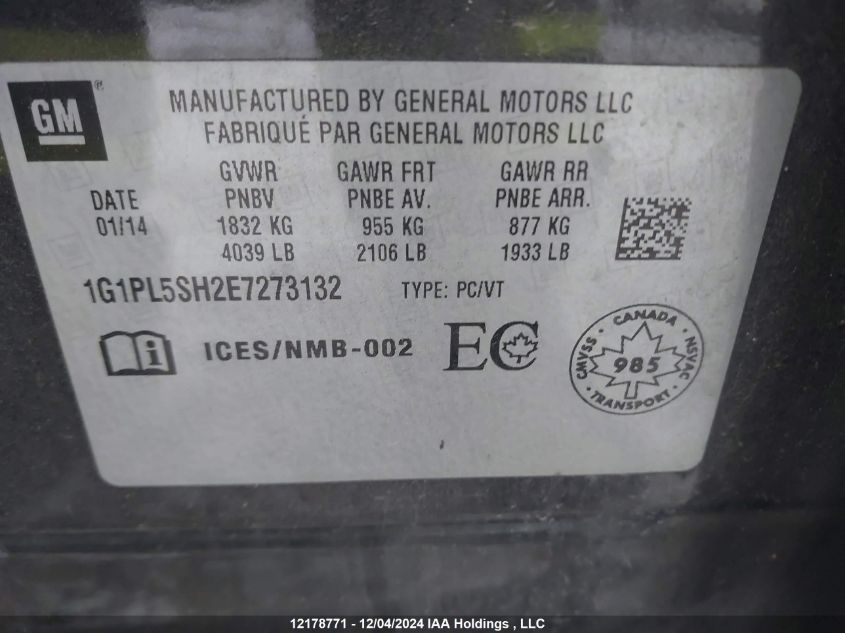 GM®
MANUFACTURED BY GENERAL MOTORS LLC
FABRIQUÉ PAR GENERAL MOTORS LLC
GVWR GAWR FRT GAWR RR
DATE PNBV PNBE AV. PNBE ARR.
01/14 1832 KG 955 KG 877 KG
4039 LB 2106 LB 1933 LB
1G1PL5SH2E7273132 TYPE: PC/VT
i ICES/NMB-002 EC
CANADA
CMVSS 985 NSVAC
TRANSPORT
12178771 - 12/04/2024 IAA Holdings , LLC